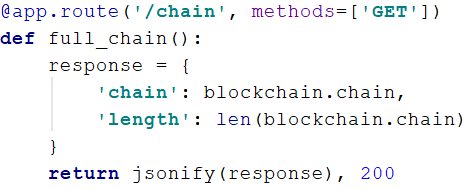 @app.route('/chain', methods=['GET'])
def full_chain():
    response = {
        'chain': blockchain.chain,
        'length': len(blockchain.chain)
    }
    return jsonify(response), 200